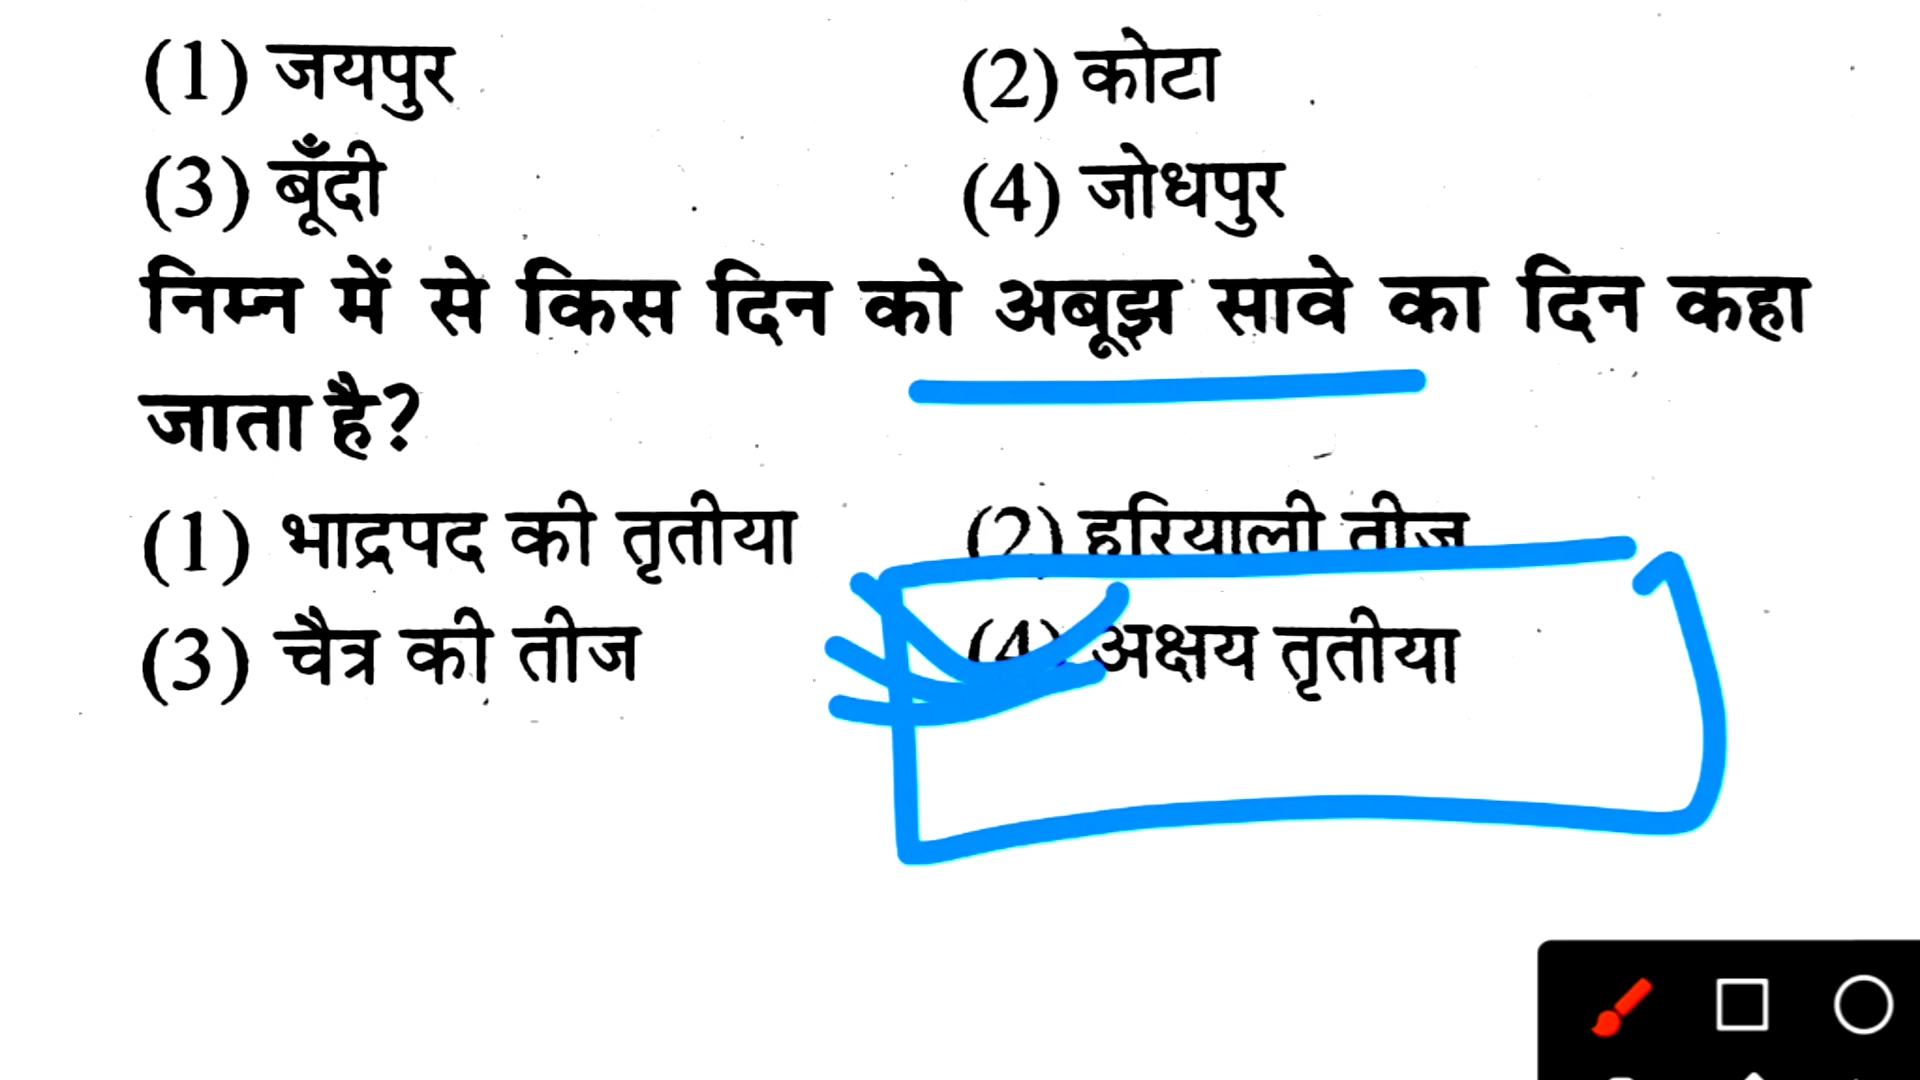 (1) जयपुर (2) कोटा
(3) बूँदी (4) जोधपुर
निम्न में से किस दिन को अबूझ सावे का दिन कहा
जाता है?
(1) भाद्रपद की तृतीया (2) हरियाली तीज
(3) चैत्र की तीज (4) अक्षय तृतीया